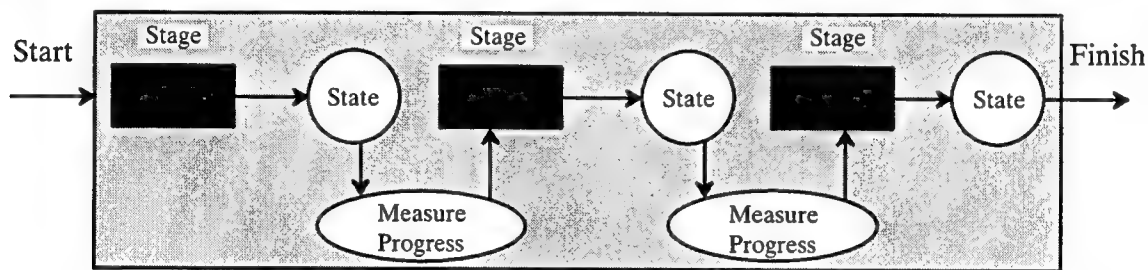 Start
Stage
State
Measure
Progress
Stage
State
Measure
Progress
Stage
State
Finish